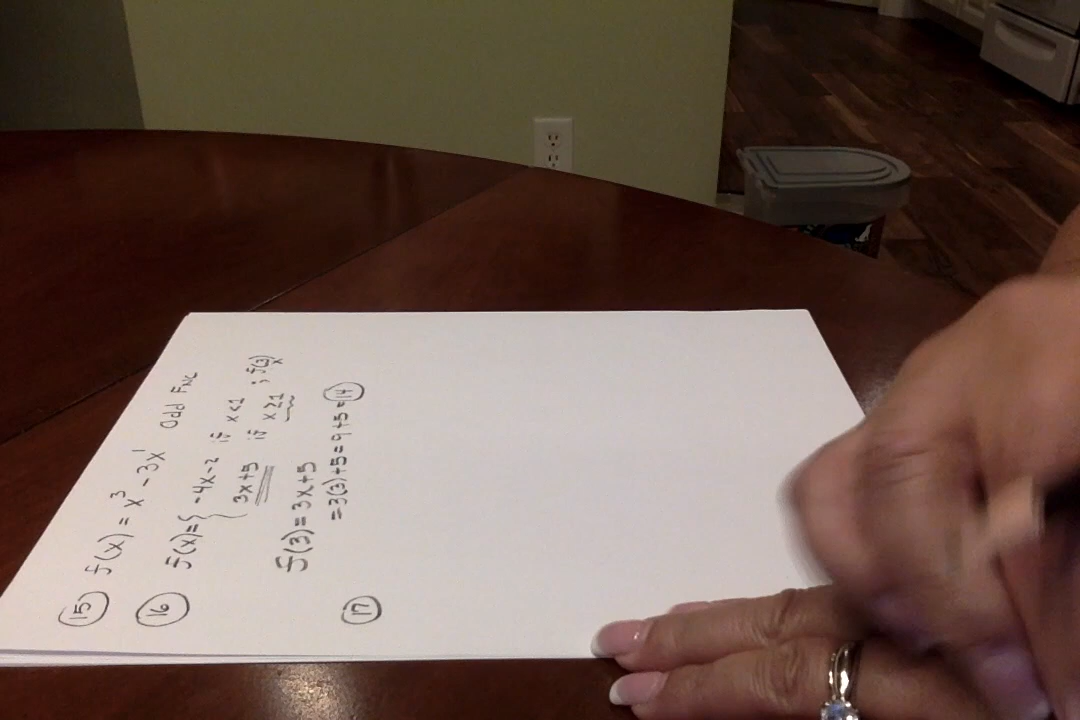 15 f(x) = x³ - 3x¹ Odd Fnc
16 f(x) = { -4x-2 if x<1
3x+5 if x≥1 ; f(3)
x
f(3) = 3x+5
= 3(3)+5 = 9+5 = 14
17